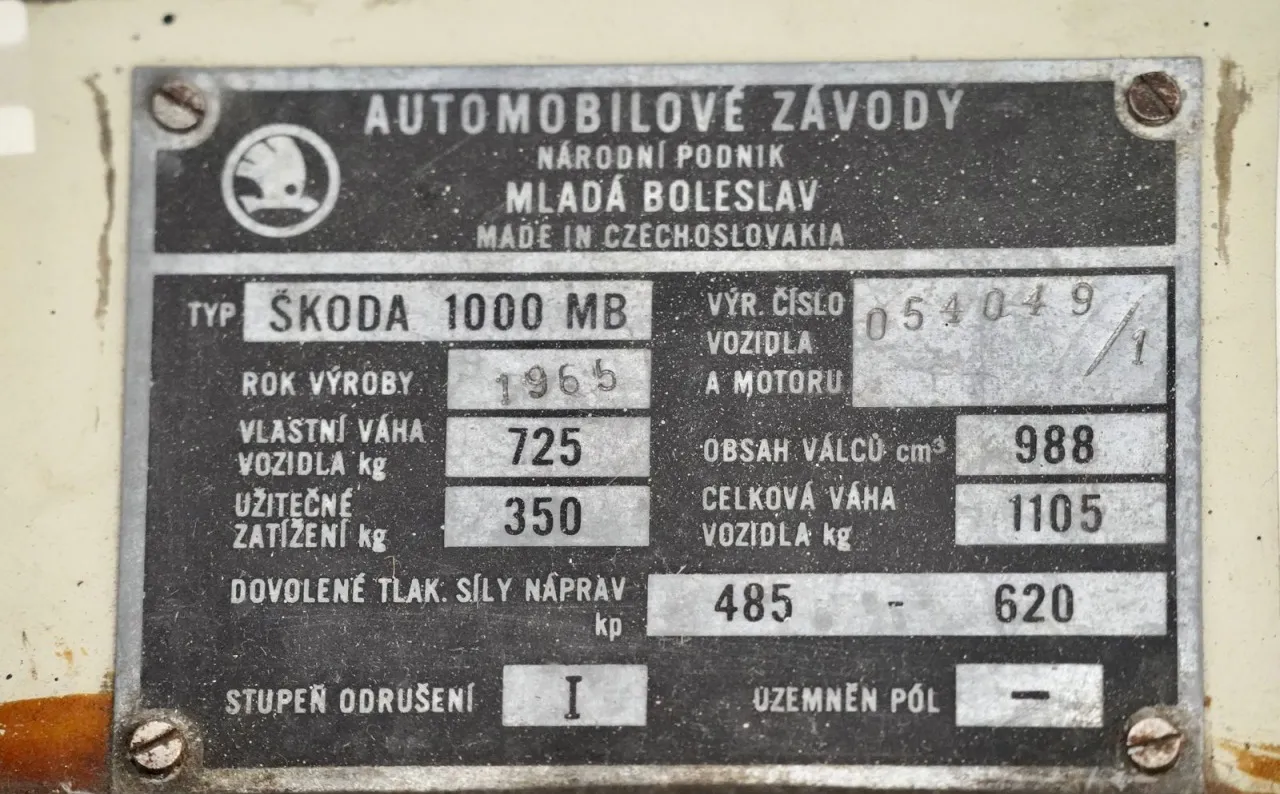 AUTOMOBILOVÉ ZÁVODY
NÁRODNÍ PODNIK
MLADÁ BOLESLAV
MADE IN CZECHOSLOVAKIA
TYP ŠKODA 1000 MB
ROK VÝROBY 1965
VLASTNÍ VÁHA
VOZIDLA kg 725
UŽITEČNÉ
ZATÍŽENÍ kg 350
VÝR. ČÍSLO 054049/1
VOZIDLA
A MOTORU
OBSAH VÁLCŮ cm³ 988
CELKOVÁ VÁHA
VOZIDLA kg 1105
DOVOLENÉ TLAK. SÍLY NÁPRAV 485 - 620
kp
STUPEŇ ODRUŠENÍ I
UZEMNĚN PÓL –